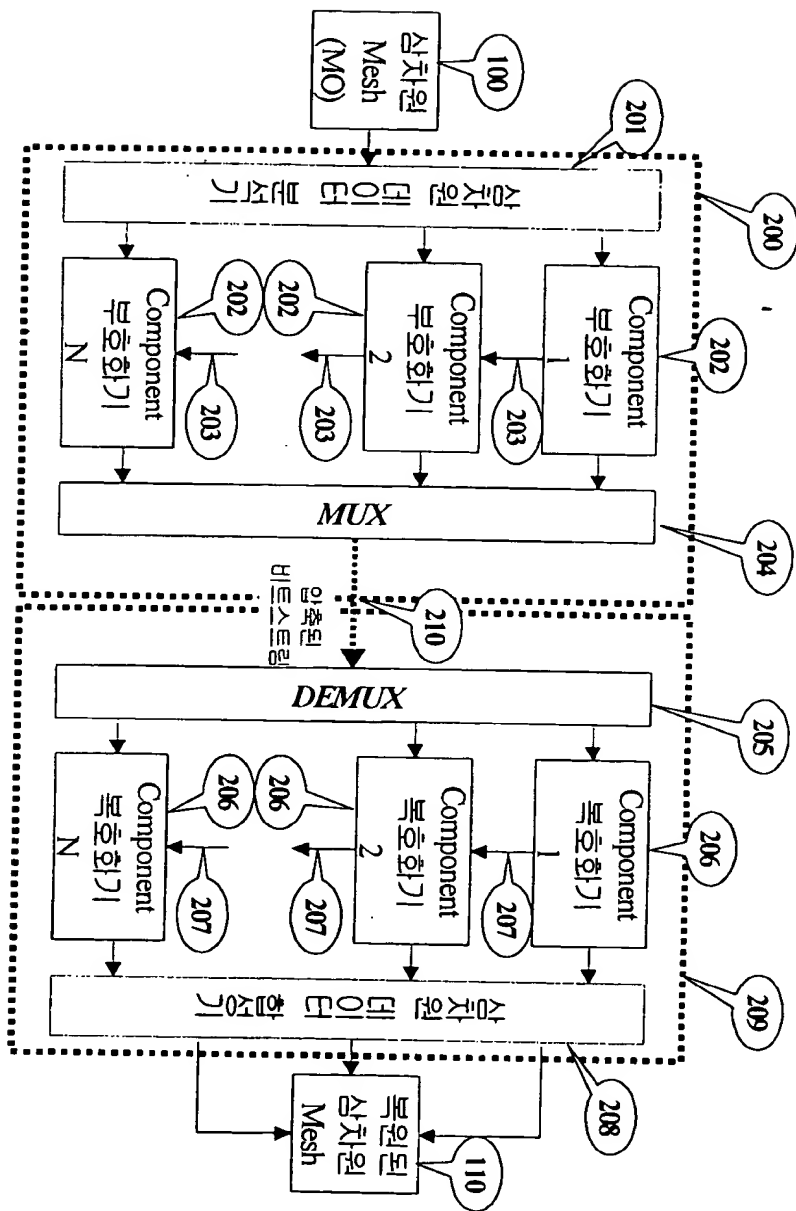 100
삼차원
Mesh
(MO)
200
201
삼차원 데이터 분석기
202
Component
부호화기
1
203
202
Component
부호화기
2
203
202
Component
부호화기
N
203
204
MUX
210
압축된
비트스트림
209
205
DEMUX
206
Component
복호화기
1
207
206
Component
복호화기
2
207
206
Component
복호화기
N
207
208
삼차원 데이터 합성기
110
복원된
삼차원
Mesh